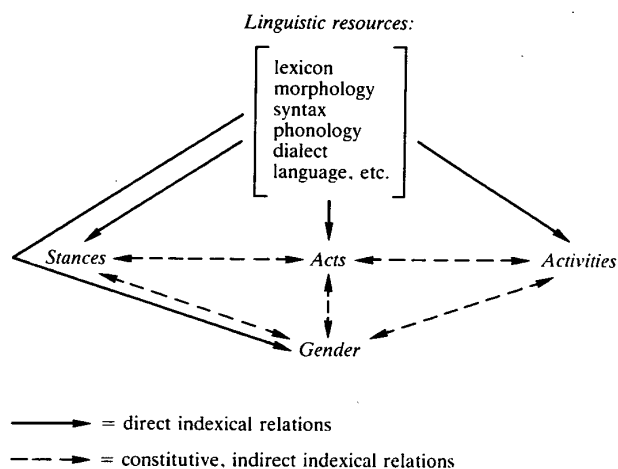 Linguistic resources:
lexicon
morphology
syntax
phonology
dialect
language, etc.
Stances Acts Activities
Gender
= direct indexical relations
= constitutive, indirect indexical relations